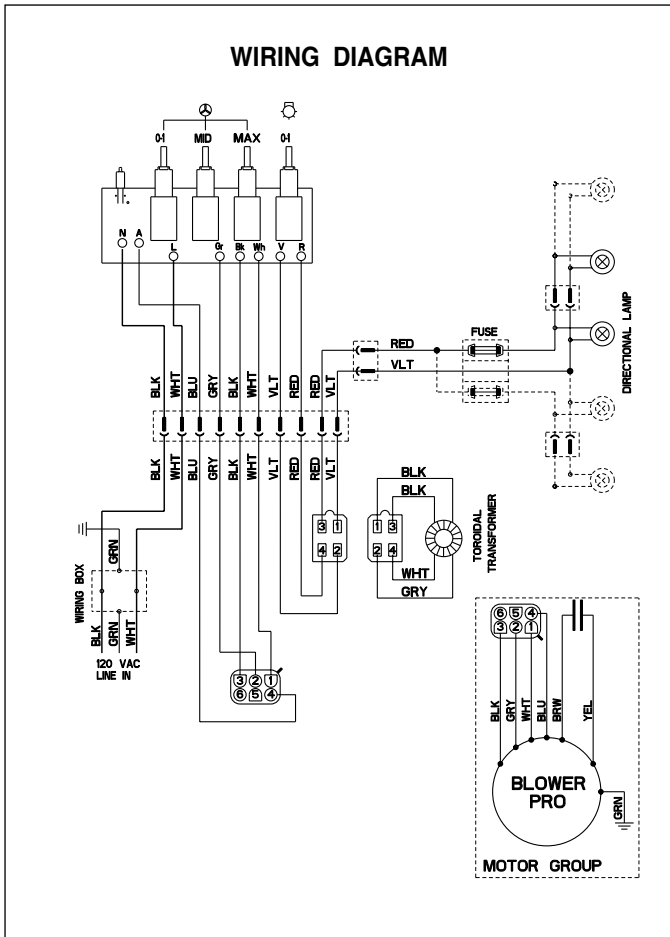 WIRING DIAGRAM
0-1 MID MAX 0-1
N A L Gr Bk Wh V R
RED
VLT
FUSE
DIRECTIONAL LAMP
BLK WHT BLU GRY BLK WHT VLT RED RED VLT
BLK WHT BLU GRY BLK WHT VLT RED RED VLT
3 1
4 2
BLK
BLK
1 3
2 4
WHT
GRY
TOROIDAL
TRANSFORMER
GRN
WIRING BOX
BLK GRN WHT
120 VAC
LINE IN
3 2 1
6 5 4
6 5 4
3 2 1
BLK GRY WHT BLU BRW YEL
BLOWER
PRO
GRN
MOTOR GROUP